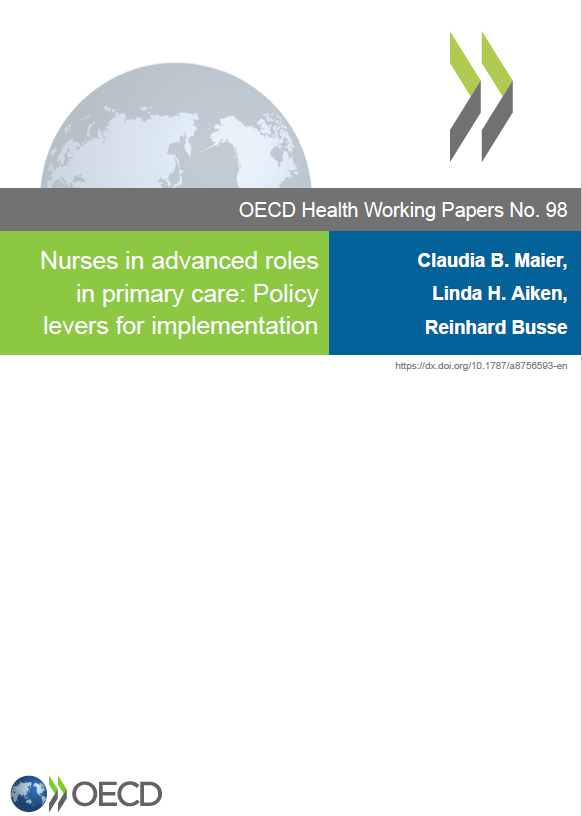 OECD Health Working Papers No. 98
Nurses in advanced roles
in primary care: Policy
levers for implementation
Claudia B. Maier,
Linda H. Aiken,
Reinhard Busse
https://dx.doi.org/10.1787/a8756593-en
OECD